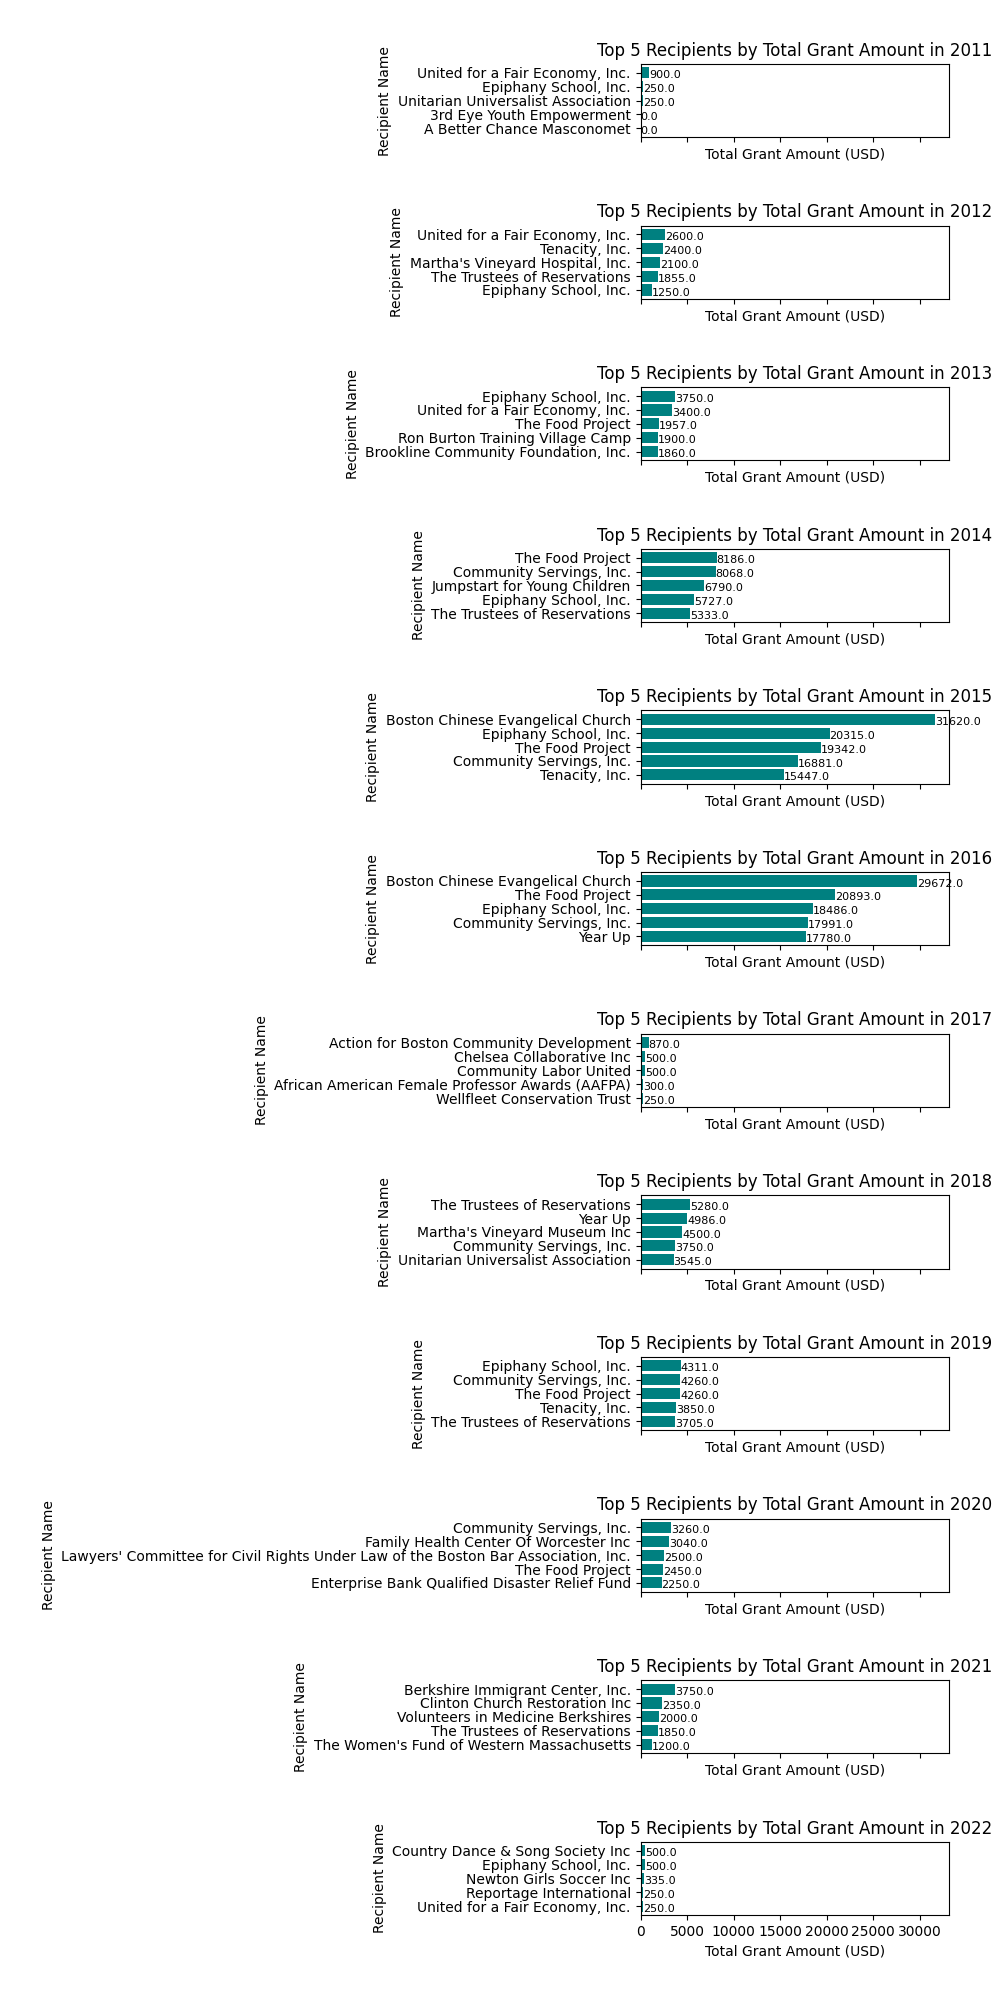 Top 5 Recipients by Total Grant Amount in 2011
Recipient Name
United for a Fair Economy, Inc. 900.0
Epiphany School, Inc. 250.0
Unitarian Universalist Association 250.0
3rd Eye Youth Empowerment 0.0
A Better Chance Masconomet 0.0
Total Grant Amount (USD)
Top 5 Recipients by Total Grant Amount in 2012
Recipient Name
United for a Fair Economy, Inc. 2600.0
Tenacity, Inc. 2400.0
Martha's Vineyard Hospital, Inc. 2100.0
The Trustees of Reservations 1855.0
Epiphany School, Inc. 1250.0
Total Grant Amount (USD)
Top 5 Recipients by Total Grant Amount in 2013
Recipient Name
Epiphany School, Inc. 3750.0
United for a Fair Economy, Inc. 3400.0
The Food Project 1957.0
Ron Burton Training Village Camp 1900.0
Brookline Community Foundation, Inc. 1860.0
Total Grant Amount (USD)
Top 5 Recipients by Total Grant Amount in 2014
Recipient Name
The Food Project 8186.0
Community Servings, Inc. 8068.0
Jumpstart for Young Children 6790.0
Epiphany School, Inc. 5727.0
The Trustees of Reservations 5333.0
Total Grant Amount (USD)
Top 5 Recipients by Total Grant Amount in 2015
Recipient Name
Boston Chinese Evangelical Church 31620.0
Epiphany School, Inc. 20315.0
The Food Project 19342.0
Community Servings, Inc. 16881.0
Tenacity, Inc. 15447.0
Total Grant Amount (USD)
Top 5 Recipients by Total Grant Amount in 2016
Recipient Name
Boston Chinese Evangelical Church 29672.0
The Food Project 20893.0
Epiphany School, Inc. 18486.0
Community Servings, Inc. 17991.0
Year Up 17780.0
Total Grant Amount (USD)
Top 5 Recipients by Total Grant Amount in 2017
Recipient Name
Action for Boston Community Development 870.0
Chelsea Collaborative Inc 500.0
Community Labor United 500.0
African American Female Professor Awards (AAFPA) 300.0
Wellfleet Conservation Trust 250.0
Total Grant Amount (USD)
Top 5 Recipients by Total Grant Amount in 2018
Recipient Name
The Trustees of Reservations 5280.0
Year Up 4986.0
Martha's Vineyard Museum Inc 4500.0
Community Servings, Inc. 3750.0
Unitarian Universalist Association 3545.0
Total Grant Amount (USD)
Top 5 Recipients by Total Grant Amount in 2019
Recipient Name
Epiphany School, Inc. 4311.0
Community Servings, Inc. 4260.0
The Food Project 4260.0
Tenacity, Inc. 3850.0
The Trustees of Reservations 3705.0
Total Grant Amount (USD)
Top 5 Recipients by Total Grant Amount in 2020
Recipient Name
Community Servings, Inc. 3260.0
Family Health Center Of Worcester Inc 3040.0
Lawyers' Committee for Civil Rights Under Law of the Boston Bar Association, Inc. 2500.0
The Food Project 2450.0
Enterprise Bank Qualified Disaster Relief Fund 2250.0
Total Grant Amount (USD)
Top 5 Recipients by Total Grant Amount in 2021
Recipient Name
Berkshire Immigrant Center, Inc. 3750.0
Clinton Church Restoration Inc 2350.0
Volunteers in Medicine Berkshires 2000.0
The Trustees of Reservations 1850.0
The Women's Fund of Western Massachusetts 1200.0
Total Grant Amount (USD)
Top 5 Recipients by Total Grant Amount in 2022
Recipient Name
Country Dance & Song Society Inc 500.0
Epiphany School, Inc. 500.0
Newton Girls Soccer Inc 335.0
Reportage International 250.0
United for a Fair Economy, Inc. 250.0
0 5000 10000 15000 20000 25000 30000
Total Grant Amount (USD)